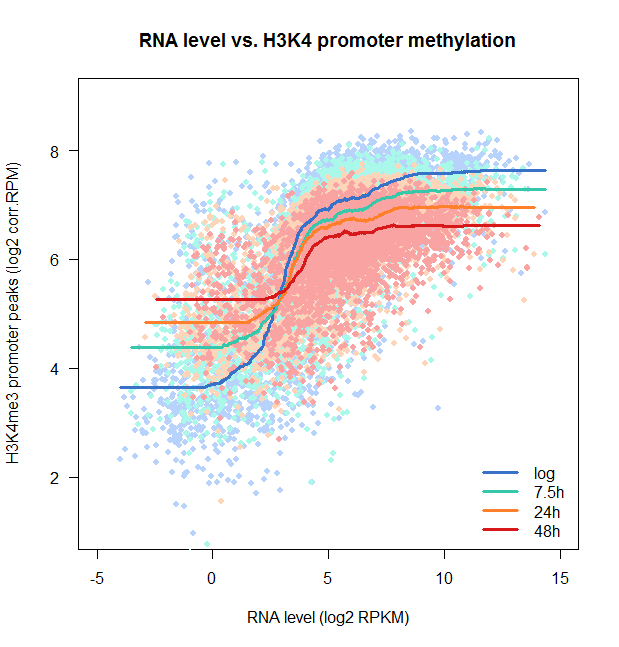 RNA level vs. H3K4 promoter methylation
H3K4me3 promoter peaks (log2 corr.RPM)
8
6
4
2
log
7.5h
24h
48h
-5
0
5
10
15
RNA level (log2 RPKM)